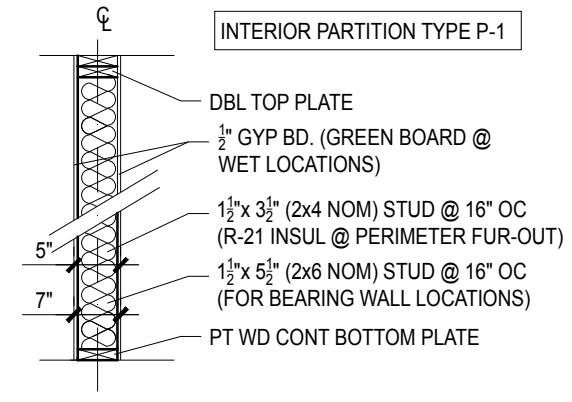 ℄
INTERIOR PARTITION TYPE P-1
DBL TOP PLATE
½" GYP BD. (GREEN BOARD @
WET LOCATIONS)
1½"x 3½" (2x4 NOM) STUD @ 16" OC
(R-21 INSUL @ PERIMETER FUR-OUT)
5"
1½"x 5½" (2x6 NOM) STUD @ 16" OC
(FOR BEARING WALL LOCATIONS)
7"
PT WD CONT BOTTOM PLATE